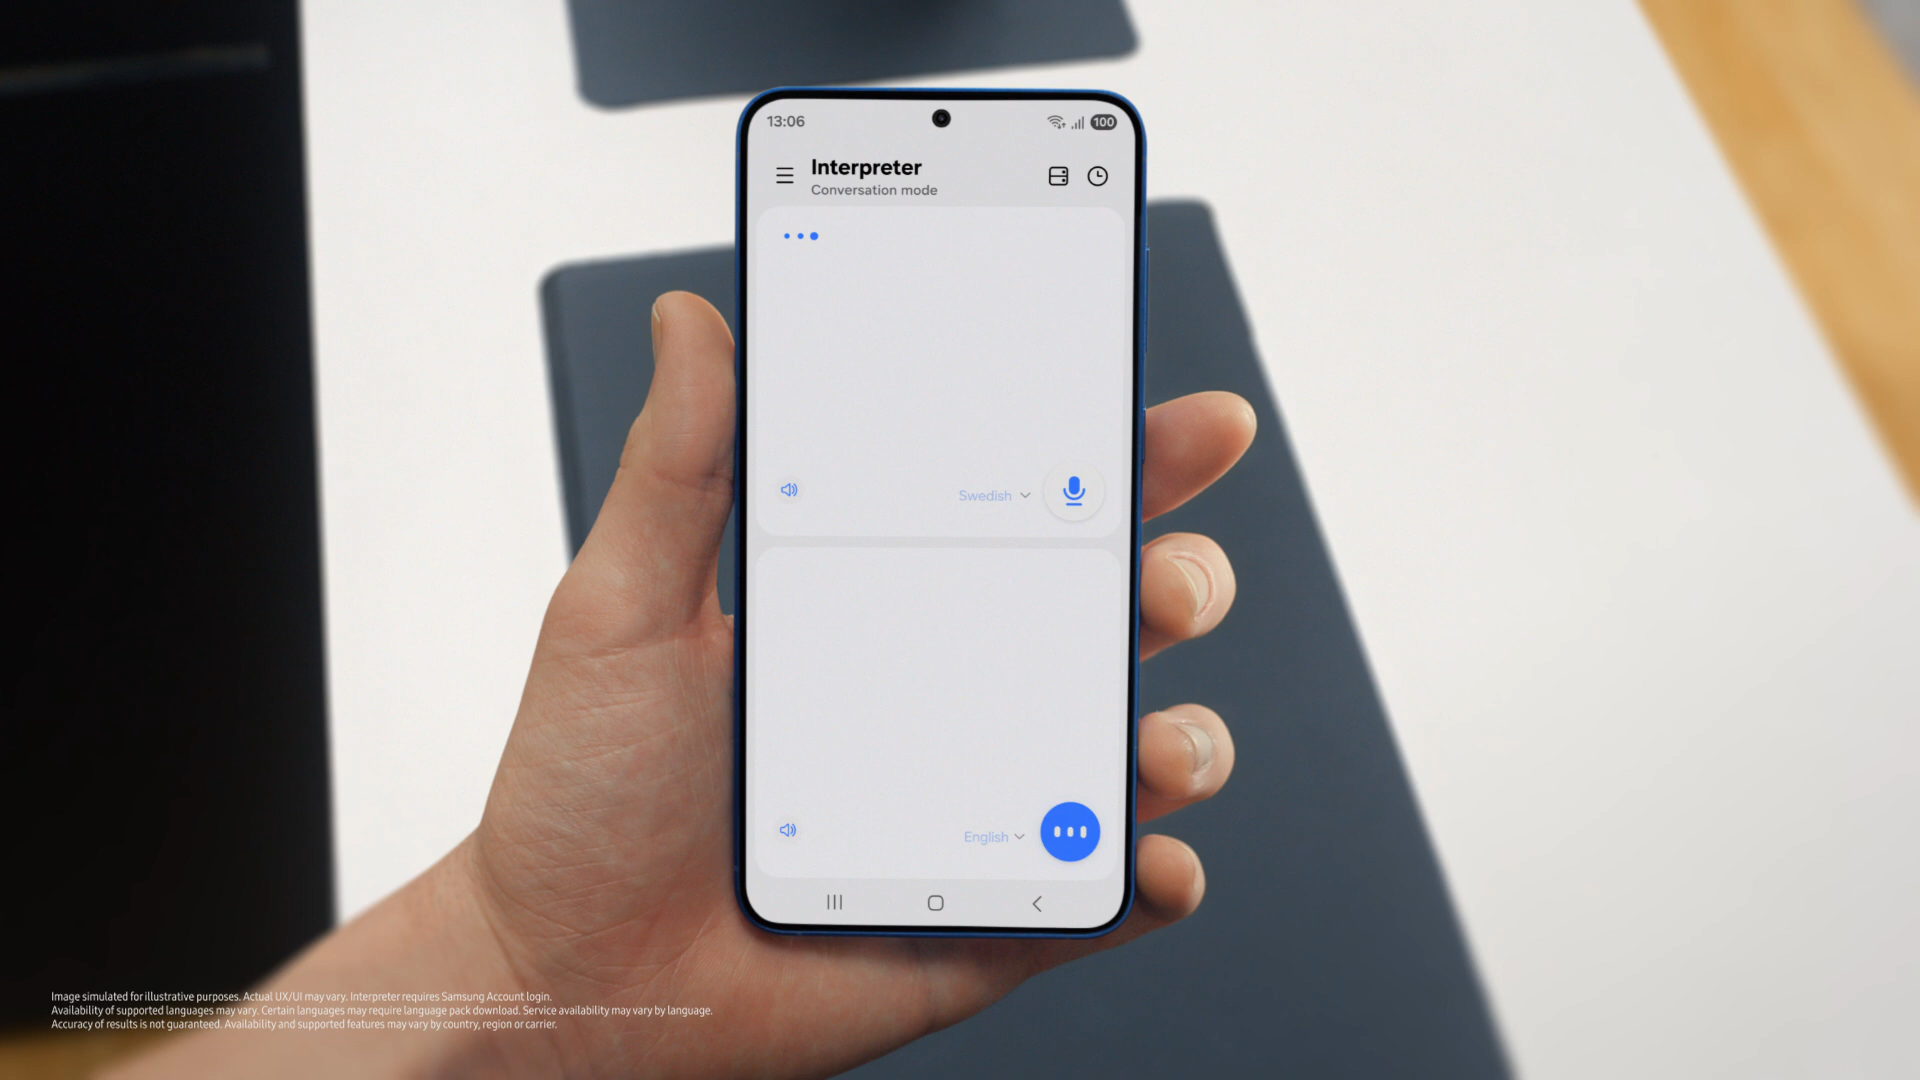 13:06
100
Interpreter
Conversation mode
Swedish
English
Image simulated for illustrative purposes. Actual UX/UI may vary. Interpreter requires Samsung Account login.
Availability of supported languages may vary. Certain languages may require language pack download. Service availability may vary by language.
Accuracy of results is not guaranteed. Availability and supported features may vary by country, region or carrier.